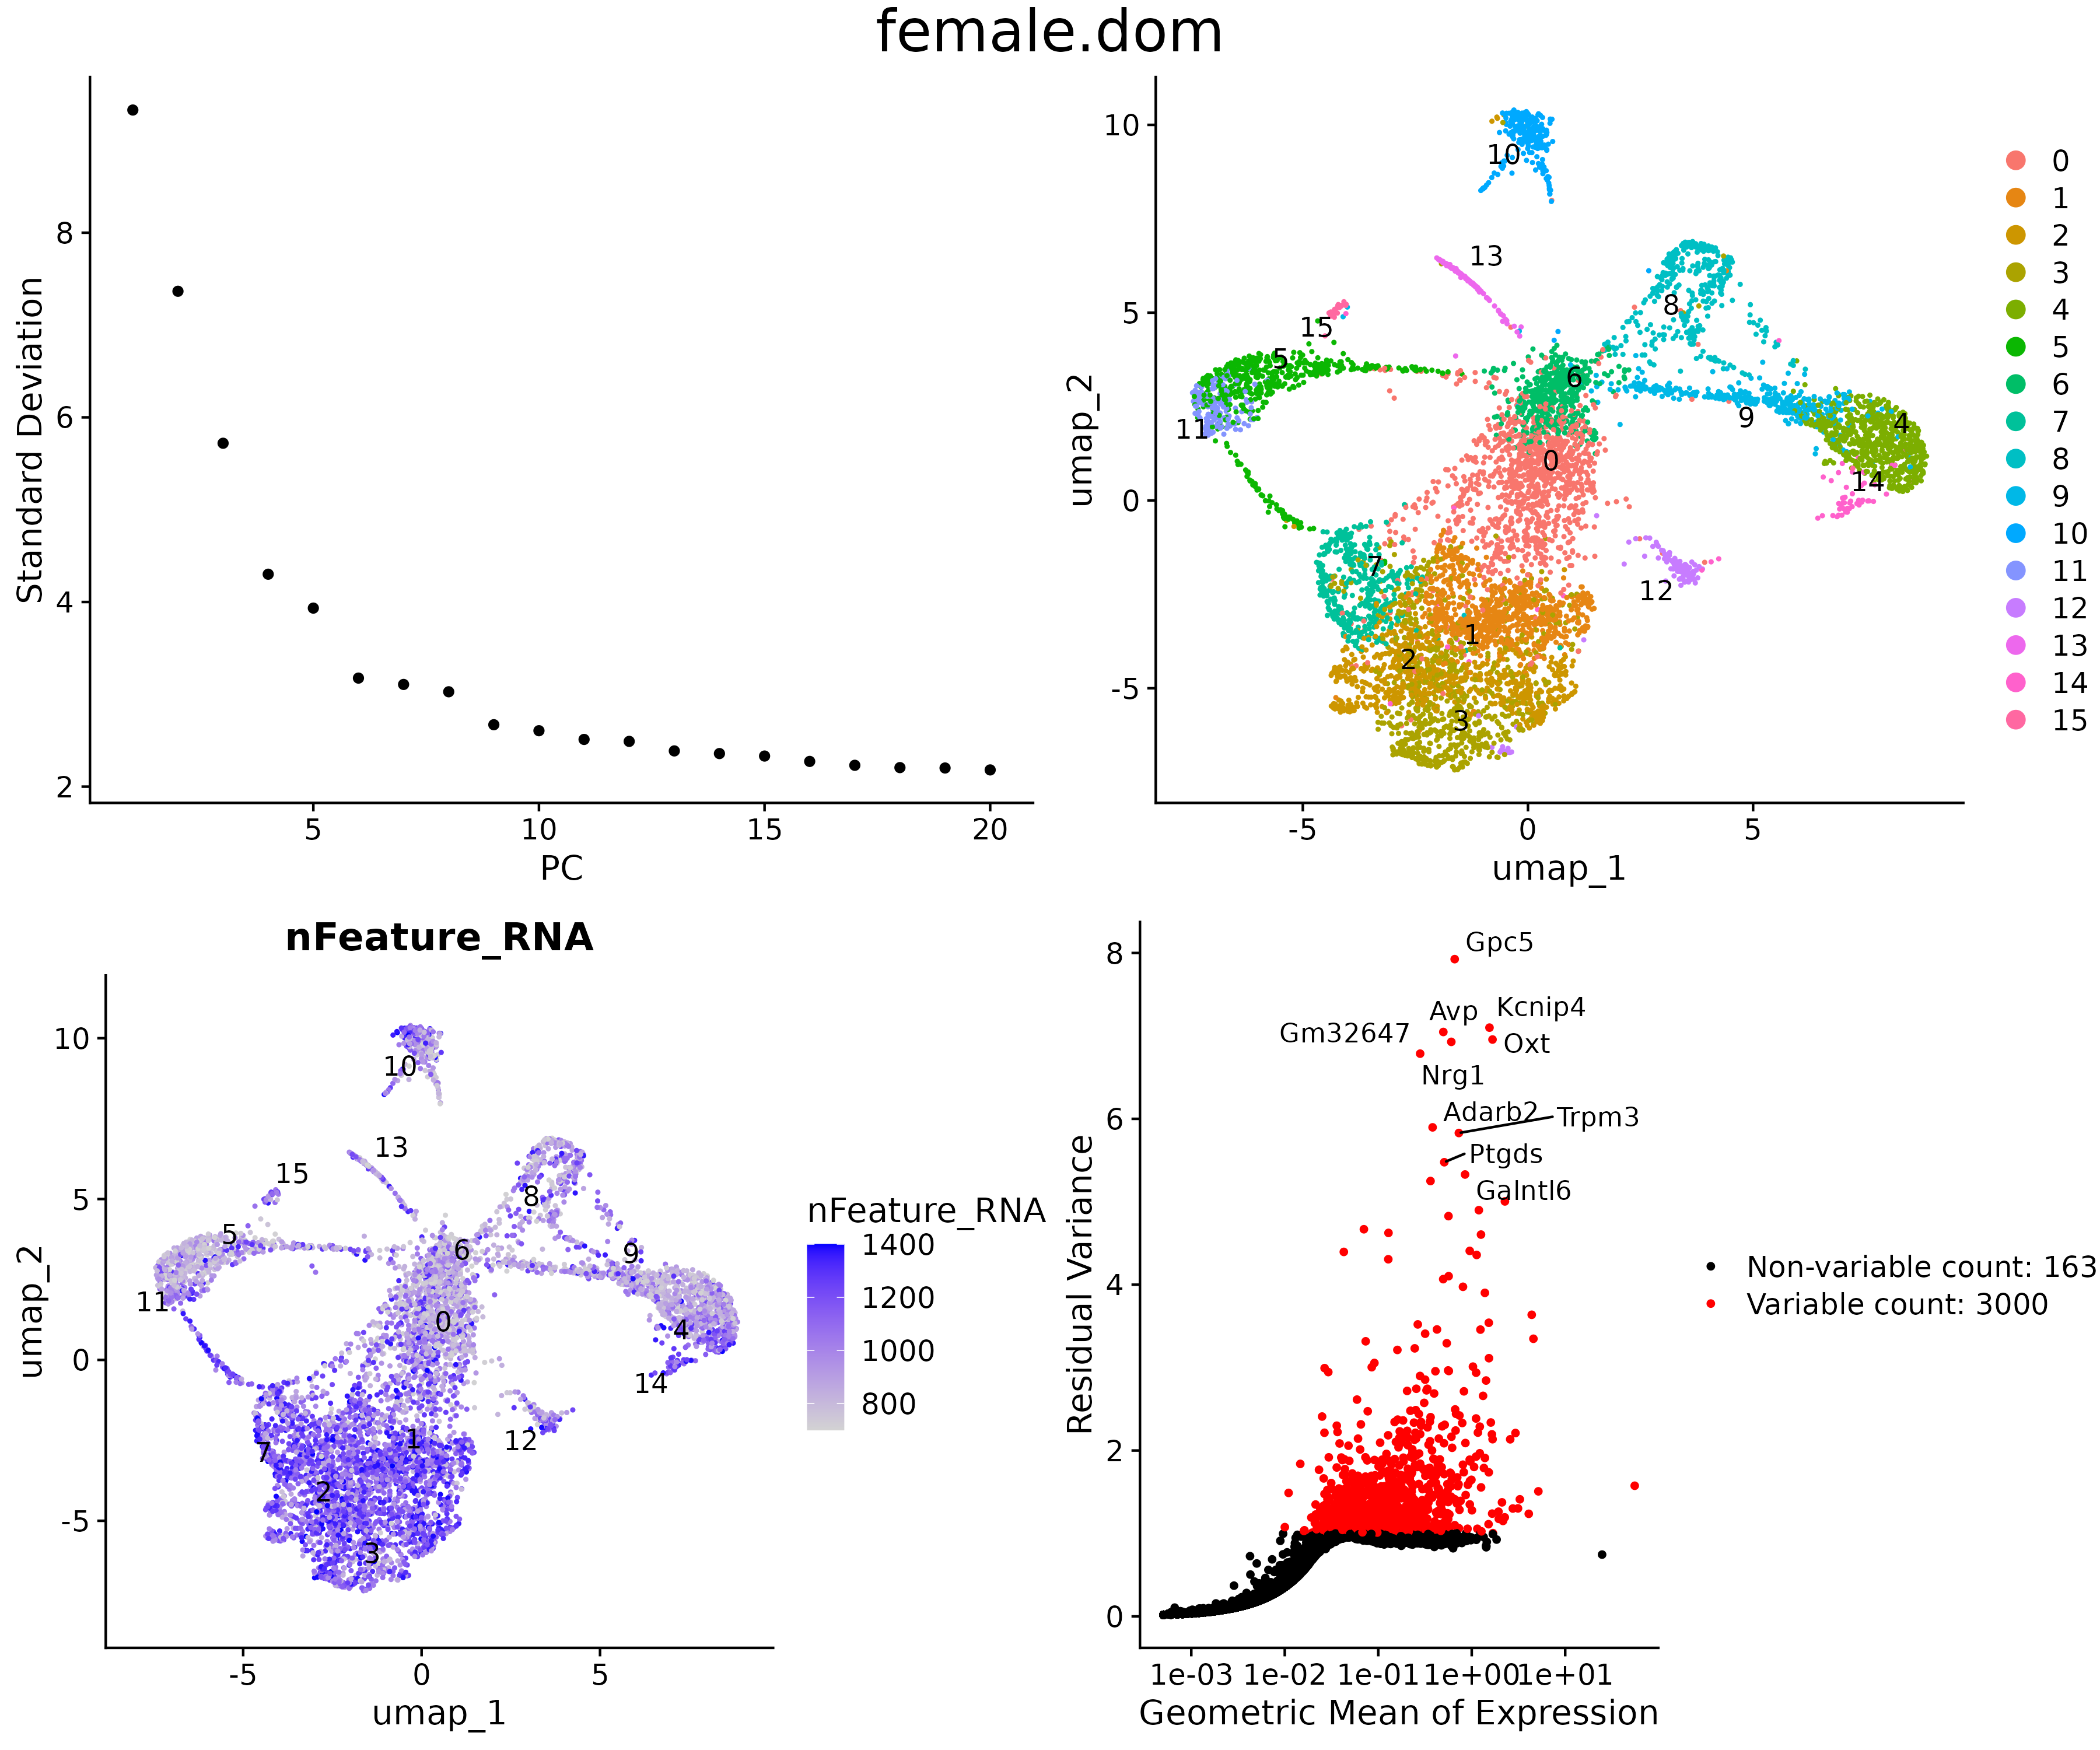 female.dom
Standard Deviation
8
6
4
2
5
10
15
20
PC
umap_2
10
5
0
-5
-5
0
5
umap_1
10
13
15
8
5
6
11
9
4
0
14
7
12
1
2
3
0
1
2
3
4
5
6
7
8
9
10
11
12
13
14
15
nFeature_RNA
umap_2
10
5
0
-5
-5
0
5
umap_1
10
13
15
8
5
6
9
11
0
4
14
1
12
7
2
3
nFeature_RNA
1400
1200
1000
800
Residual Variance
8
6
4
2
0
1e-03
1e-02
1e-01
1e+00
1e+01
Geometric Mean of Expression
Gpc5
Avp
Kcnip4
Gm32647
Oxt
Nrg1
Adarb2
Trpm3
Ptgds
Galntl6
Non-variable count: 163
Variable count: 3000